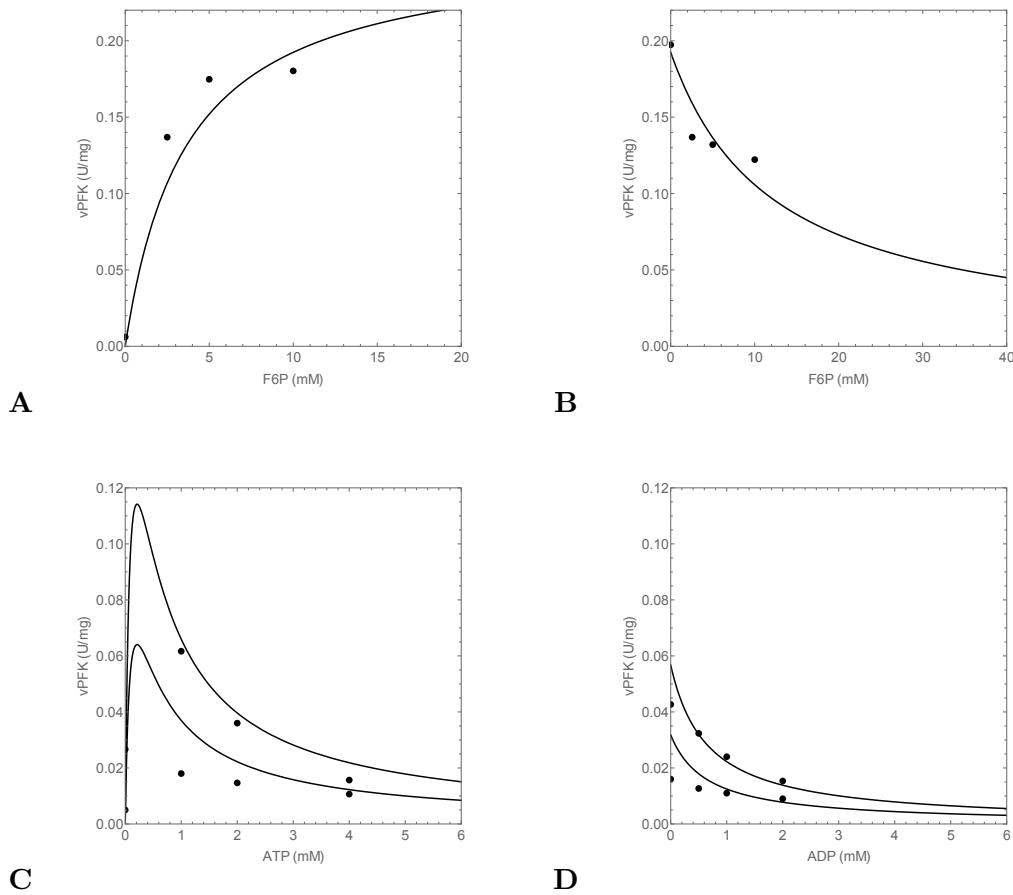 0.20
0.15
0.10
0.05
0.00
vPFK (U/mg)
0 5 10 15 20
F6P (mM)
A
0.20
0.15
0.10
0.05
0.00
vPFK (U/mg)
0 10 20 30 40
F6P (mM)
B
0.12
0.10
0.08
0.06
0.04
0.02
0.00
vPFK (U/mg)
0 1 2 3 4 5 6
ATP (mM)
C
0.12
0.10
0.08
0.06
0.04
0.02
0.00
vPFK (U/mg)
0 1 2 3 4 5 6
ADP (mM)
D